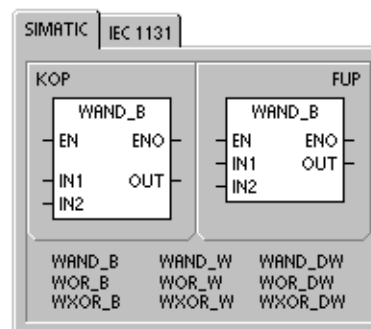 SIMATIC IEC 1131
KOP FUP
WAND_B WAND_B
EN ENO EN ENO
IN1 OUT IN1 OUT
IN2 IN2
WAND_B WAND_W WAND_DW
WOR_B WOR_W WOR_DW
WXOR_B WXOR_W WXOR_DW